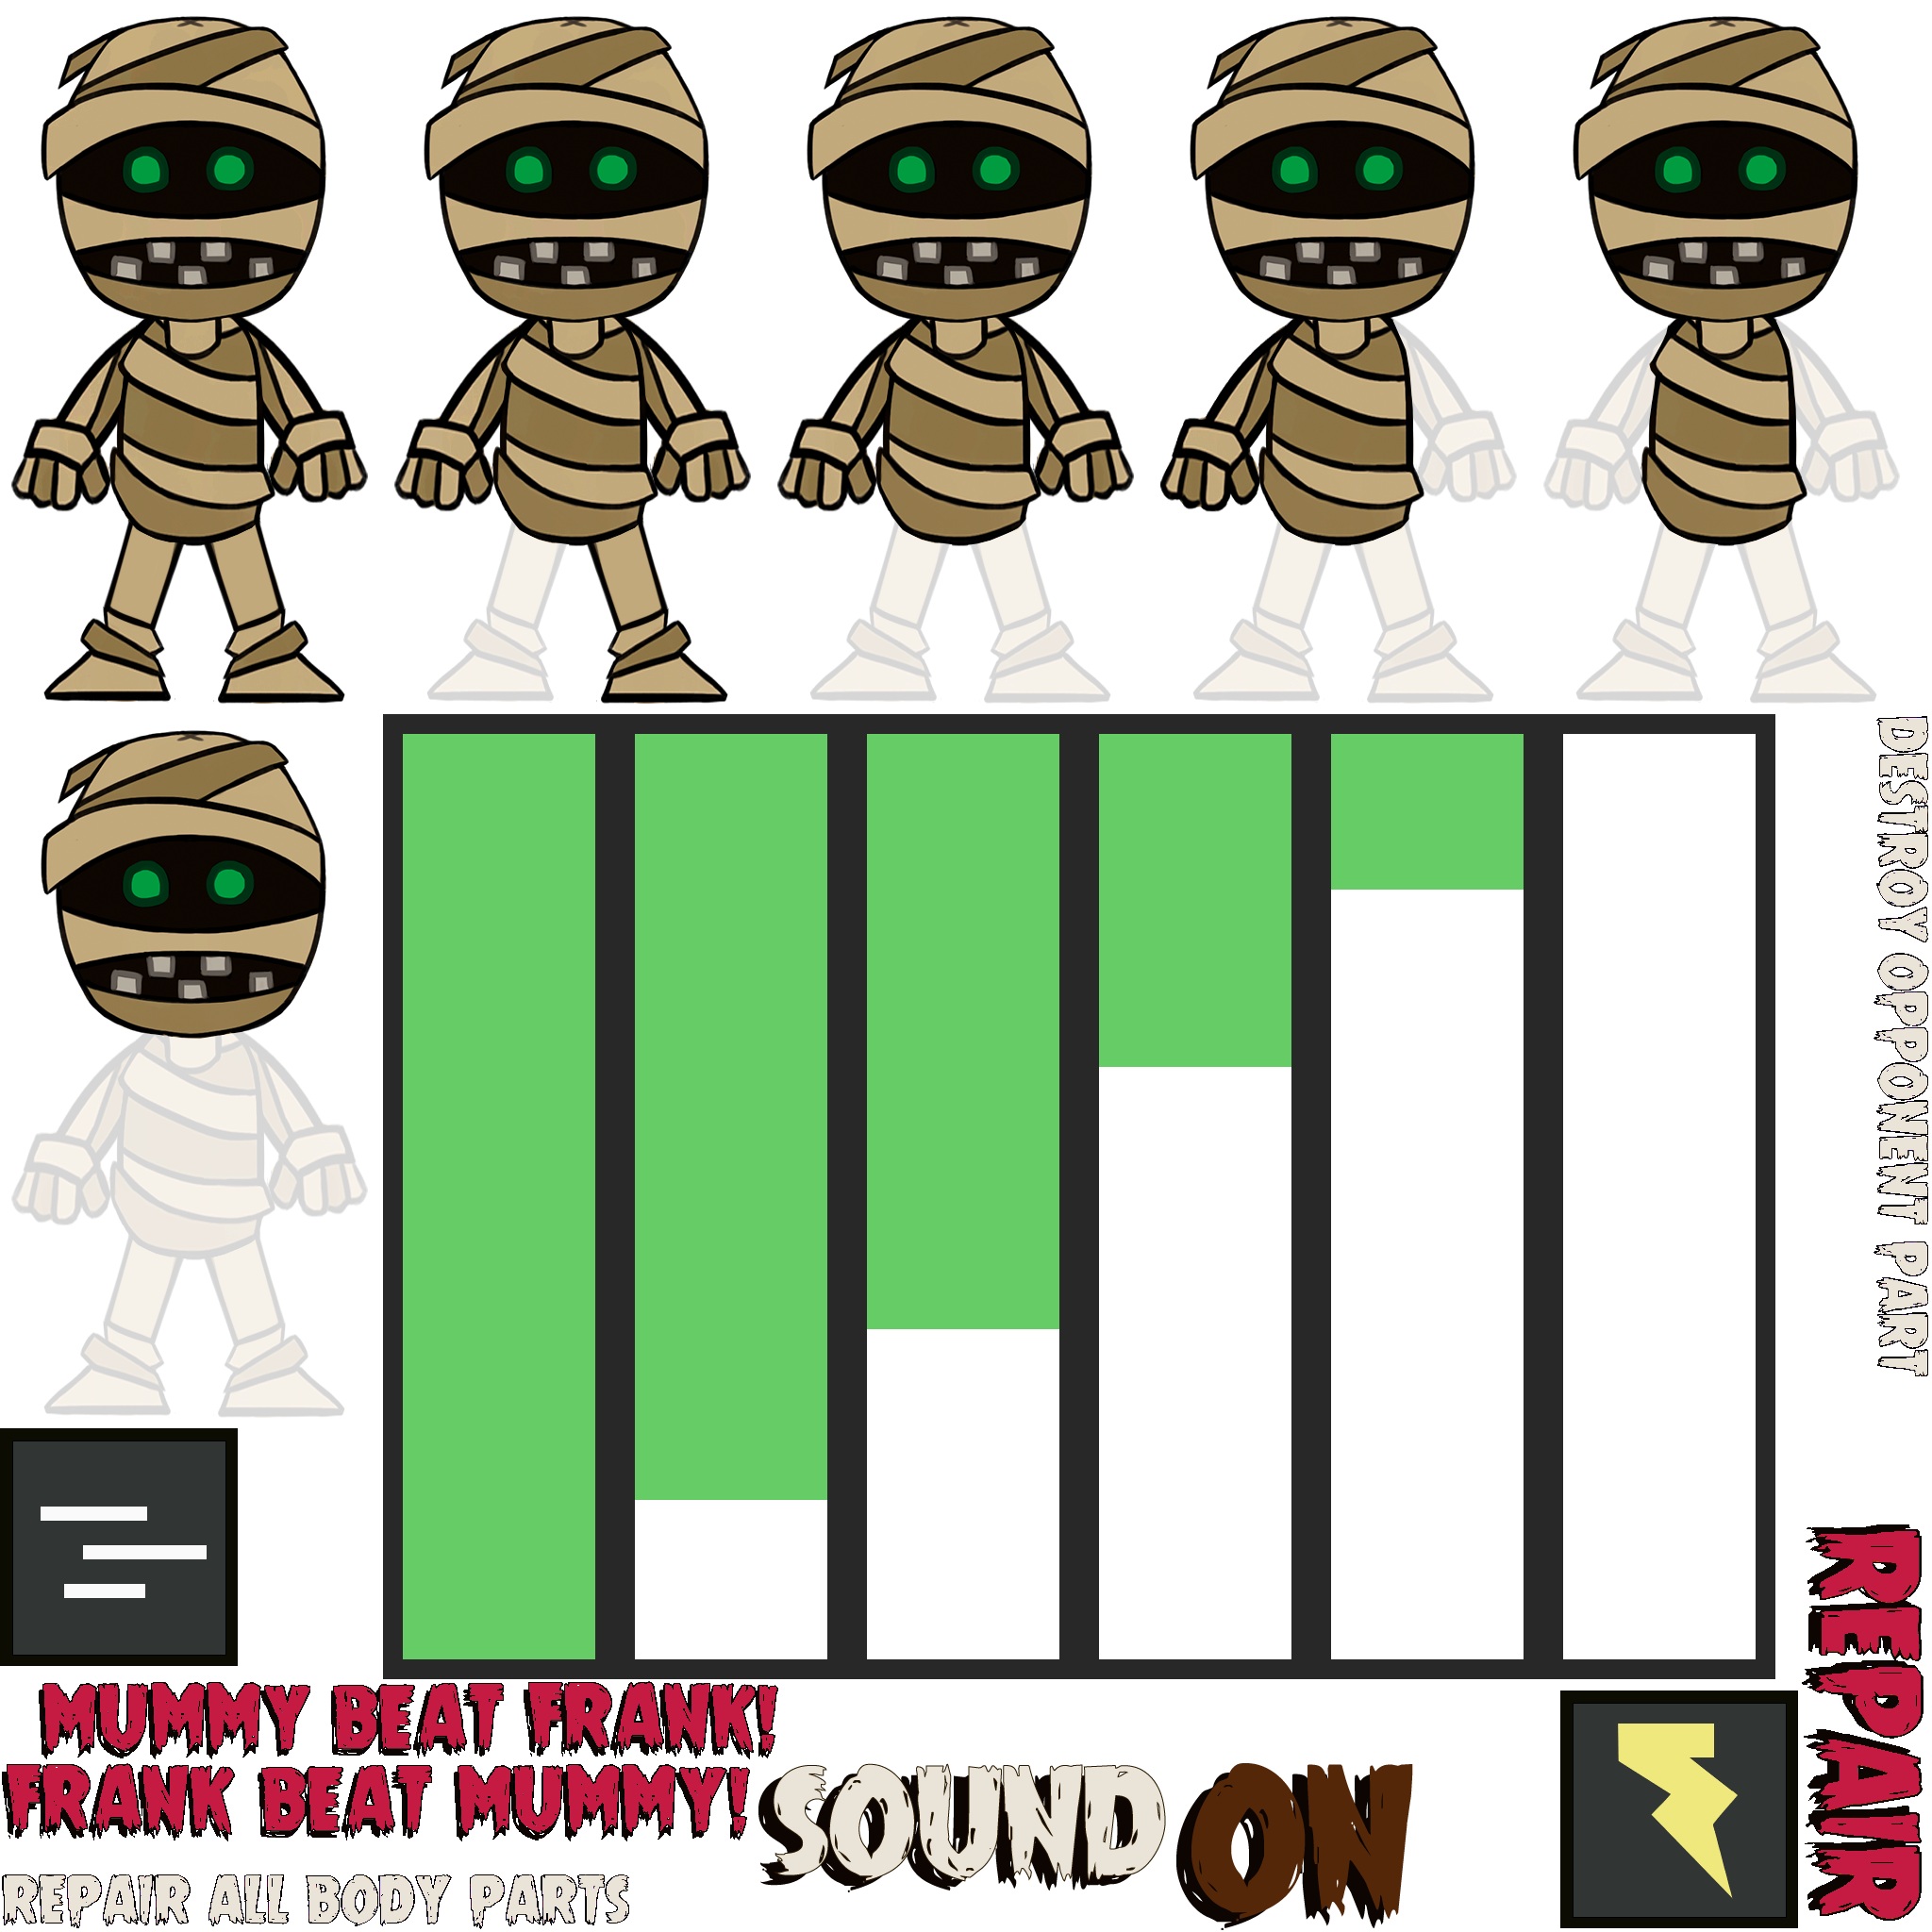 DESTROY OPPONENT PART
REPAIR
MUMMY BEAT FRANK!
FRANK BEAT MUMMY!
SOUND ON
REPAIR ALL BODY PARTS